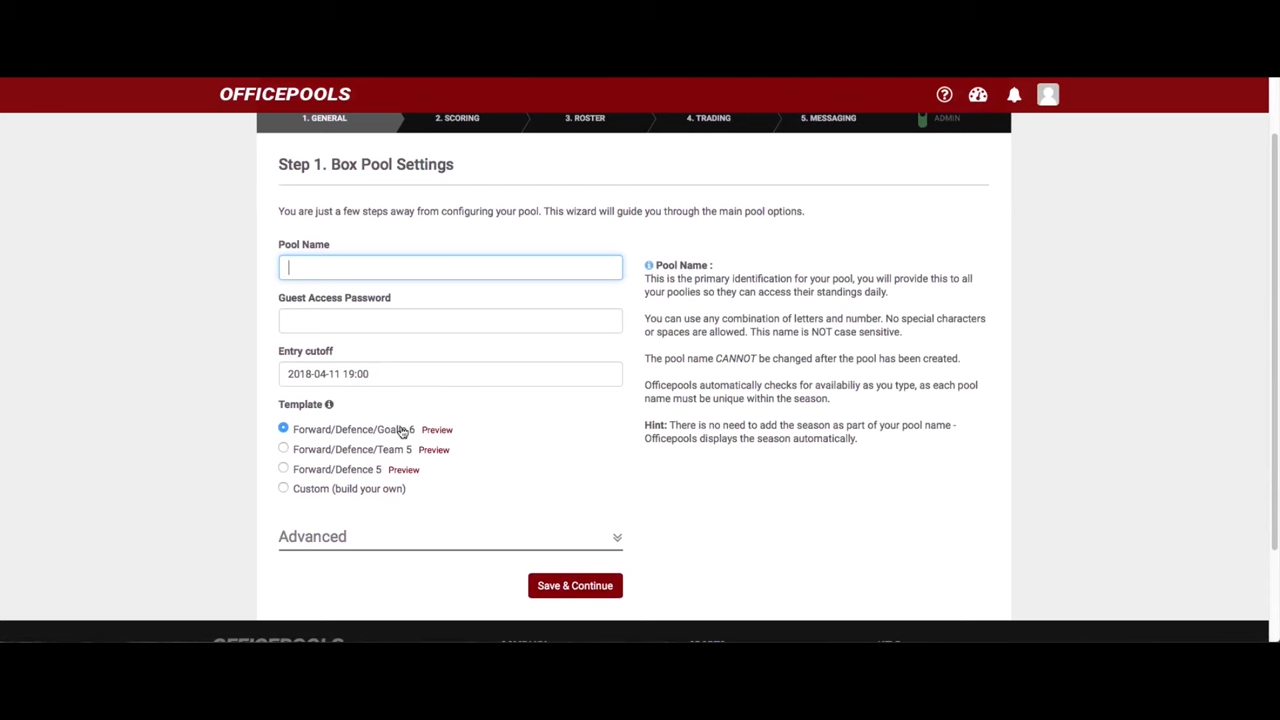 OFFICEPOOLS
1. GENERAL
2. SCORING
3. ROSTER
4. TRADING
5. MESSAGING
ADMIN
Step 1. Box Pool Settings
You are just a few steps away from configuring your pool. This wizard will guide you through the main pool options.
Pool Name
Guest Access Password
Entry cutoff
2018-04-11 19:00
Template
Forward/Defence/Goalie 6 Preview
Forward/Defence/Team 5 Preview
Forward/Defence 5 Preview
Custom (build your own)
Advanced
Save & Continue
Pool Name :
This is the primary identification for your pool, you will provide this to all
your poolies so they can access their standings daily.
You can use any combination of letters and number. No special characters
or spaces are allowed. This name is NOT case sensitive.
The pool name CANNOT be changed after the pool has been created.
Officepools automatically checks for availabiliy as you type, as each pool
name must be unique within the season.
Hint: There is no need to add the season as part of your pool name -
Officepools displays the season automatically.
OFFICEPOOLS